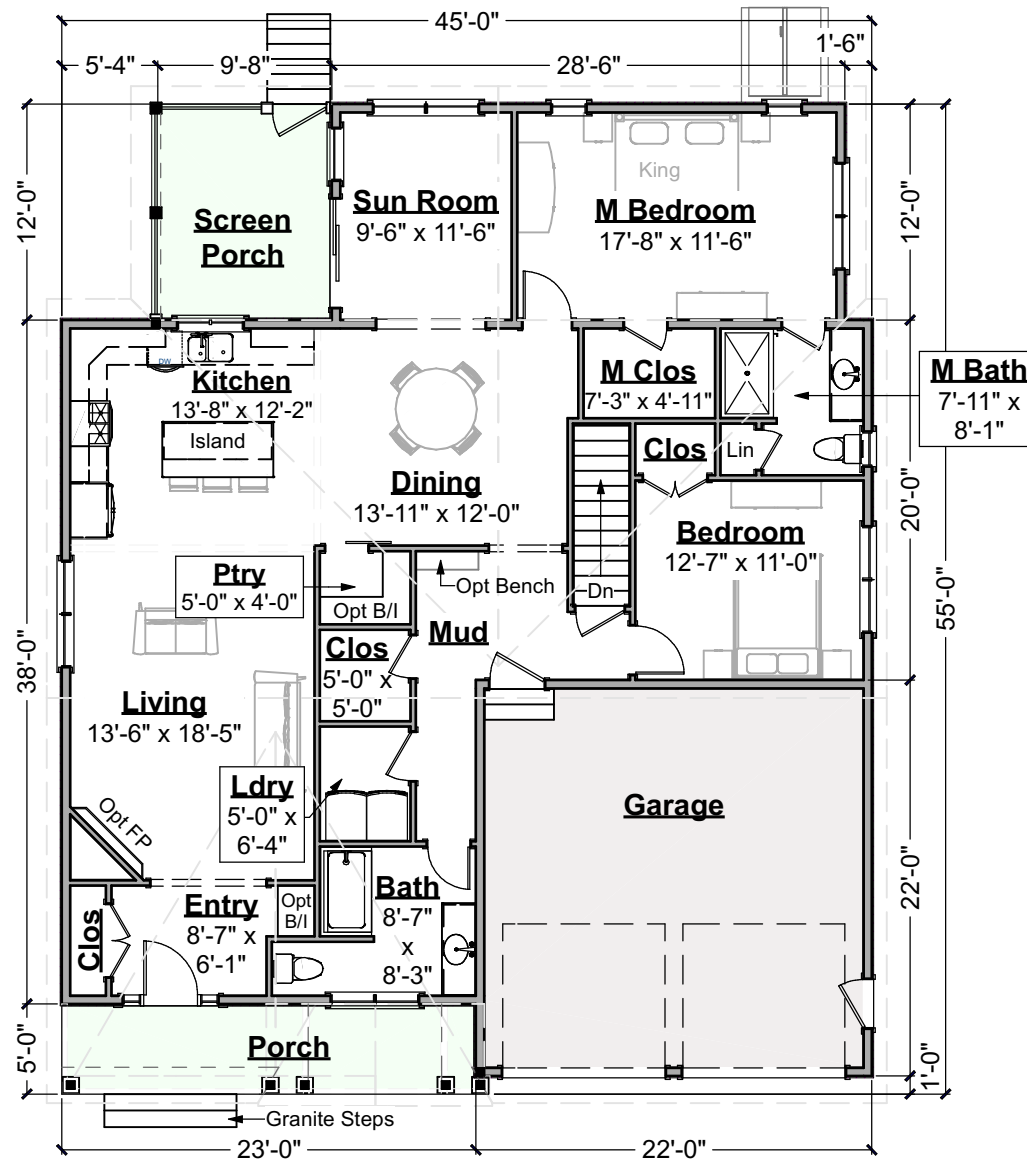 45'-0"
5'-4"
9'-8"
28'-6"
1'-6"
12'-0"
12'-0"
Screen
Porch
Sun Room
9'-6" x 11'-6"
King
M Bedroom
17'-8" x 11'-6"
DW
Kitchen
13'-8" x 12'-2"
Island
Dining
13'-11" x 12'-0"
M Clos
7'-3" x 4'-11"
M Bath
7'-11" x
8'-1"
Clos
Lin
Bedroom
12'-7" x 11'-0"
20'-0"
55'-0"
Ptry
5'-0" x 4'-0"
Opt B/I
Opt Bench
Dn
Mud
Clos
5'-0" x
5'-0"
38'-0"
Living
13'-6" x 18'-5"
Ldry
5'-0" x
6'-4"
Opt FP
Garage
22'-0"
Clos
Entry
8'-7" x
6'-1"
Opt
B/I
Bath
8'-7"
x
8'-3"
5'-0"
Porch
1'-0"
Granite Steps
23'-0"
22'-0"